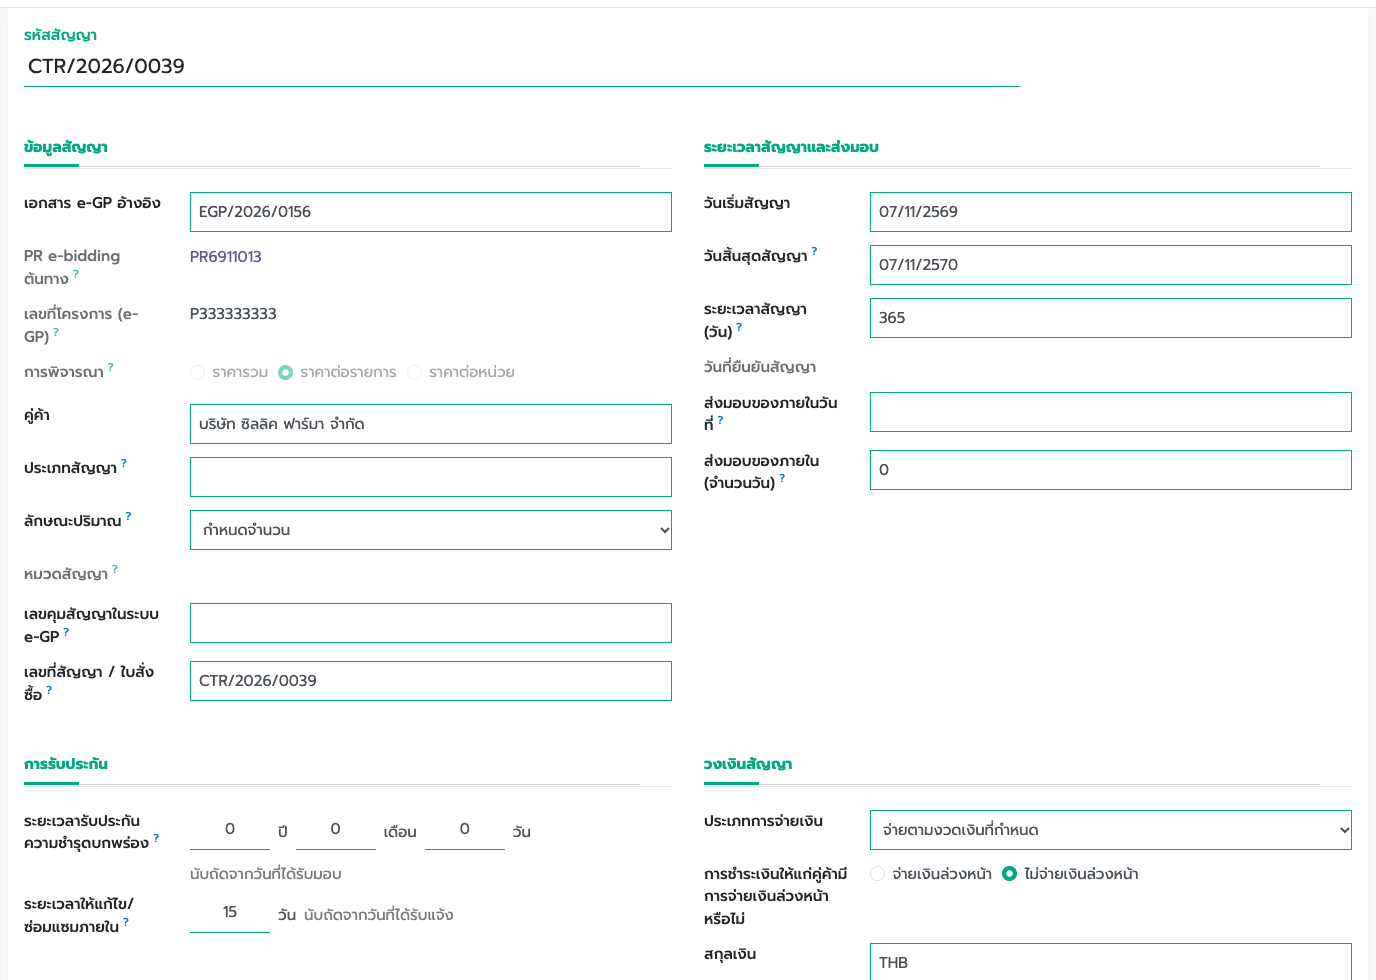 รหัสสัญญา
CTR/2026/0039
ข้อมูลสัญญา
เอกสาร e-GP อ้างอิง
EGP/2026/0156
PR e-bidding
ต้นทาง ?
PR6911013
เลขที่โครงการ (e-
GP) ?
P333333333
การพิจารณา ?
ราคารวม ราคาต่อรายการ ราคาต่อหน่วย
คู่ค้า
บริษัท ซิลลิค ฟาร์มา จำกัด
ประเภทสัญญา ?
ลักษณะปริมาณ ?
กำหนดจำนวน
หมวดสัญญา ?
เลขคุมสัญญาในระบบ
e-GP ?
เลขที่สัญญา / ใบสั่ง
ซื้อ ?
CTR/2026/0039
ระยะเวลาสัญญาและส่งมอบ
วันเริ่มสัญญา
07/11/2569
วันสิ้นสุดสัญญา ?
07/11/2570
ระยะเวลาสัญญา
(วัน) ?
365
วันที่ยืนยันสัญญา
ส่งมอบของภายในวัน
ที่ ?
ส่งมอบของภายใน
(จำนวนวัน) ?
0
การรับประกัน
ระยะเวลารับประกัน
ความชำรุดบกพร่อง ?
0 ปี 0 เดือน 0 วัน
นับถัดจากวันที่ได้รับมอบ
ระยะเวลาให้แก้ไข/
ซ่อมแซมภายใน ?
15 วัน นับถัดจากวันที่ได้รับแจ้ง
วงเงินสัญญา
ประเภทการจ่ายเงิน
จ่ายตามงวดเงินที่กำหนด
การชำระเงินให้แก่คู่ค้ามี
การจ่ายเงินล่วงหน้า
หรือไม่
จ่ายเงินล่วงหน้า ไม่จ่ายเงินล่วงหน้า
สกุลเงิน
THB